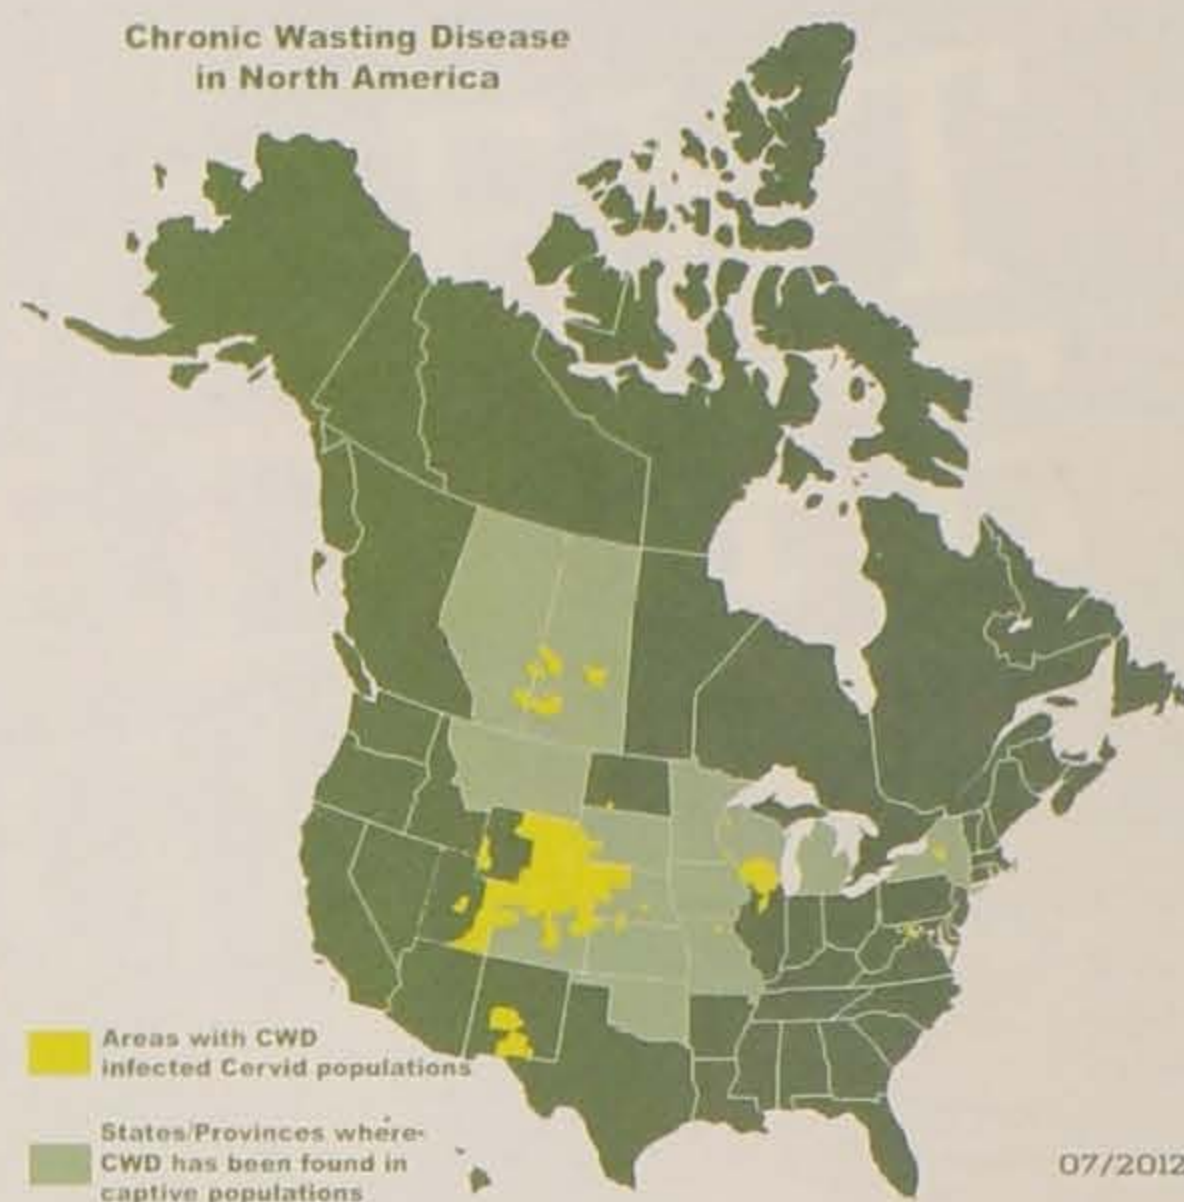 Chronic Wasting Disease
in North America
Areas with CWD
infected Cervid populations
States/Provinces where
CWD has been found in
captive populations
07/2012